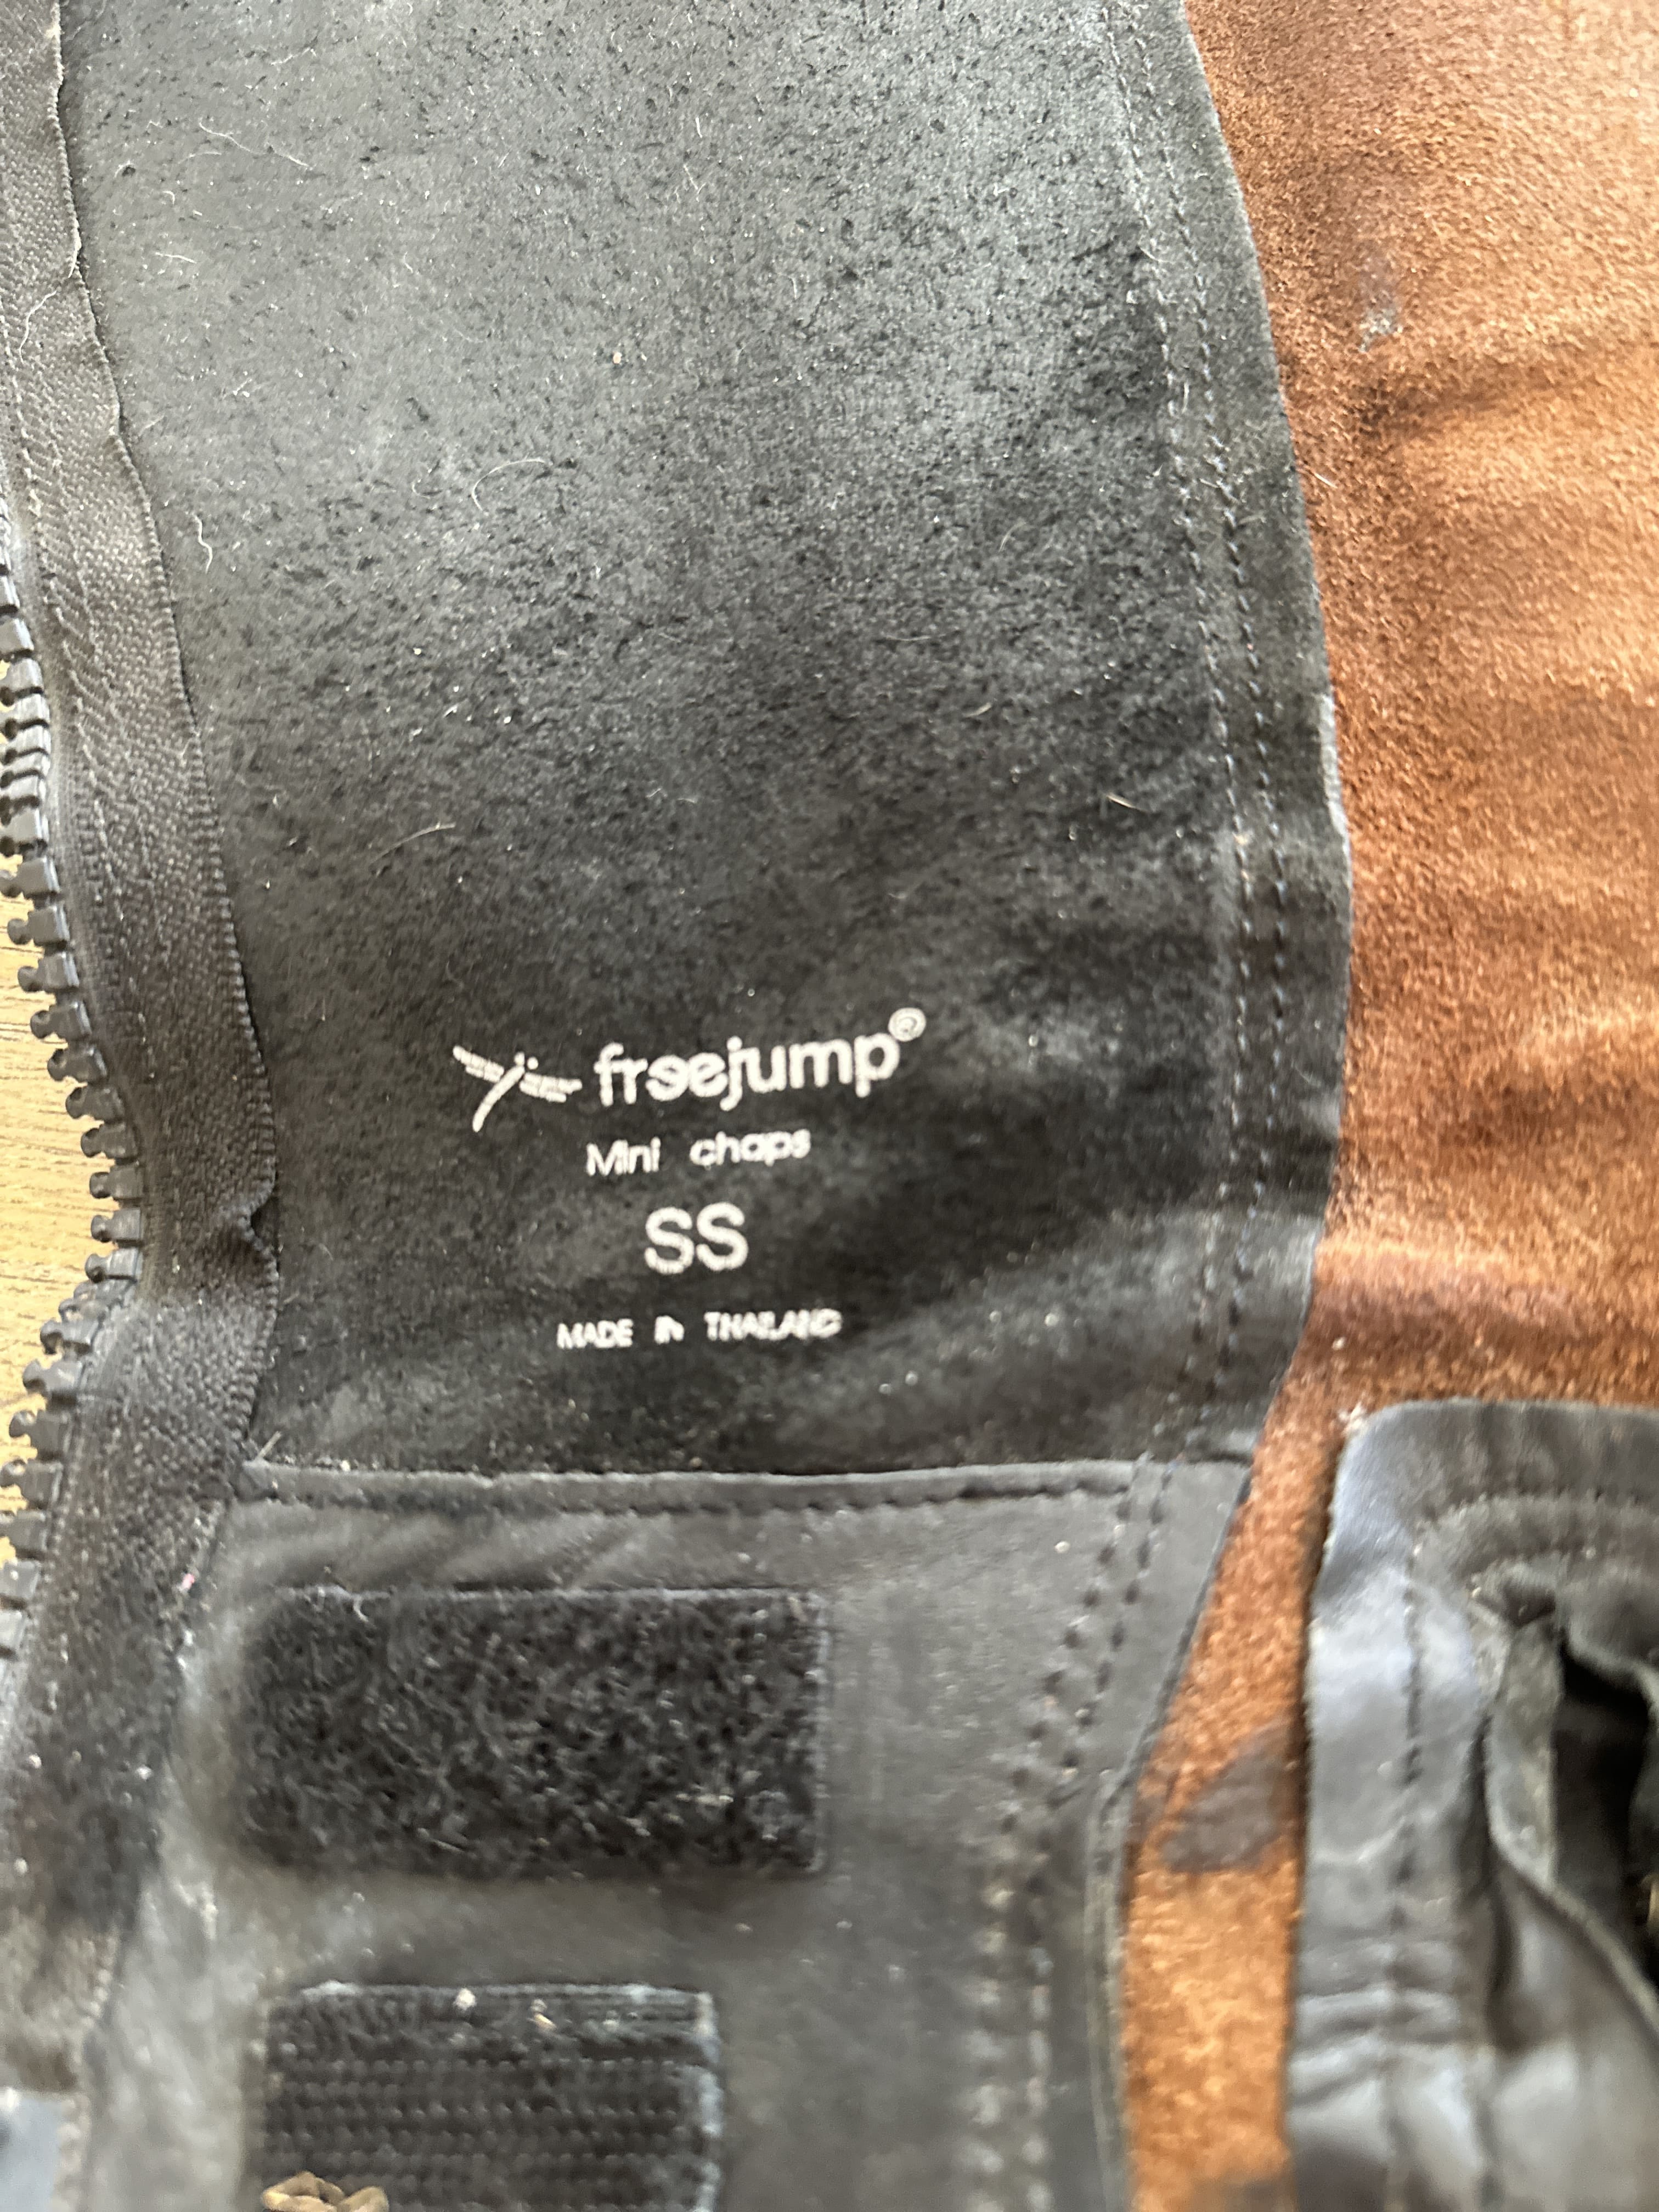 freejump®
Mini chaps
SS
MADE IN THAILAND